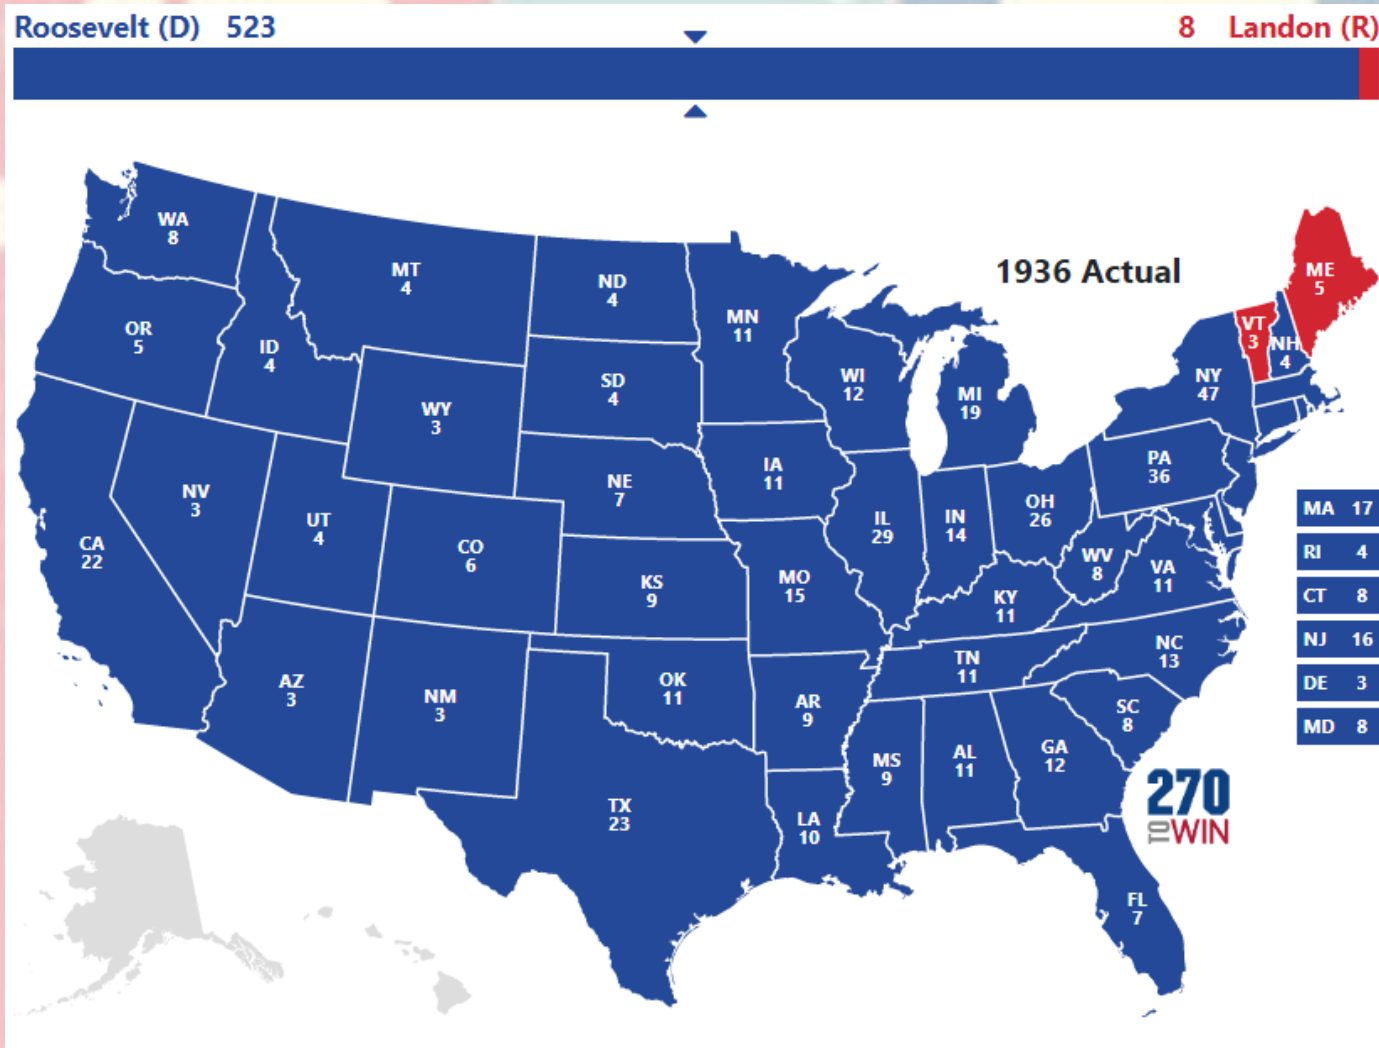 Roosevelt (D) 523
8 Landon (R)
1936 Actual
WA
8
OR
5
CA
22
NV
3
ID
4
MT
4
WY
3
UT
4
AZ
3
CO
6
NM
3
ND
4
SD
4
NE
7
KS
9
OK
11
TX
23
MN
11
IA
11
MO
15
AR
9
LA
10
WI
12
IL
29
MI
19
IN
14
OH
26
KY
11
TN
11
MS
9
AL
11
GA
12
FL
7
SC
8
NC
13
VA
11
WV
8
PA
36
NY
47
VT
3
NH
4
ME
5
MA 17
RI 4
CT 8
NJ 16
DE 3
MD 8
270
TO WIN